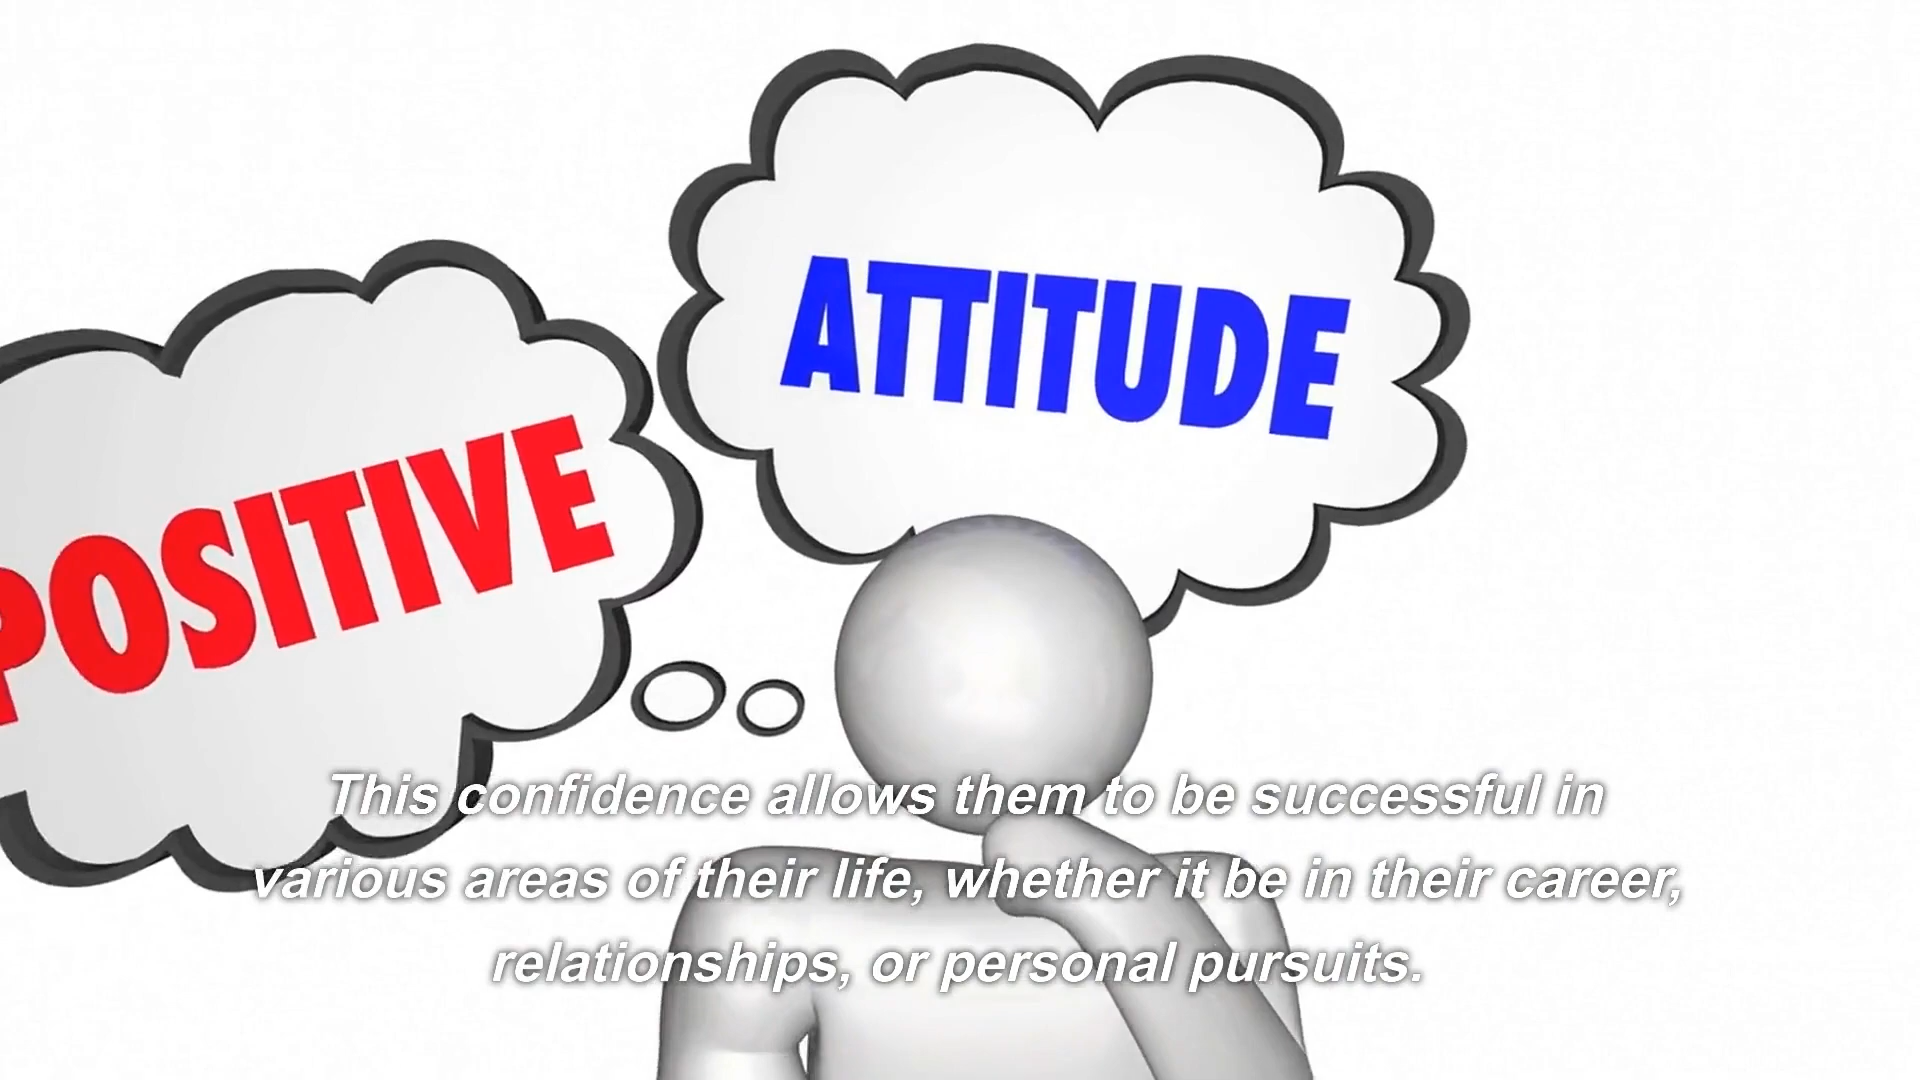 POSITIVE
ATTITUDE
This confidence allows them to be successful in
various areas of their life, whether it be in their career,
relationships, or personal pursuits.